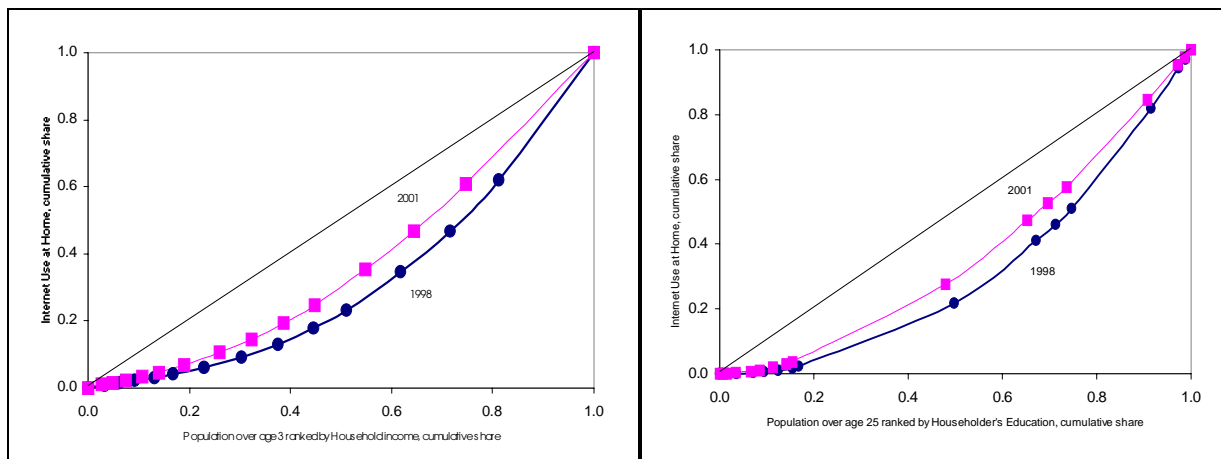 1.0
0.8
0.6
0.4
0.2
0.0
Internet Use at Home, cumulative share
2001
1998
0.0 0.2 0.4 0.6 0.8 1.0
Population over age 3 ranked by Household income, cumulative share
1.0
0.8
0.6
0.4
0.2
0.0
Internet Use at Home, cumulative share
2001
1998
0.0 0.2 0.4 0.6 0.8 1.0
Population over age 25 ranked by Householder's Education, cumulative share